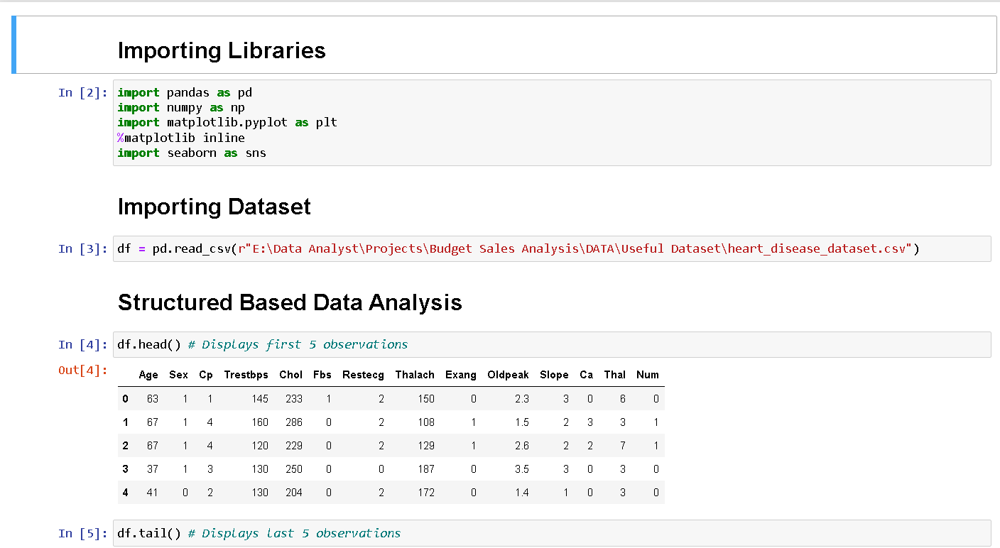 Importing Libraries
In [2]: import pandas as pd
import numpy as np
import matplotlib.pyplot as plt
%matplotlib inline
import seaborn as sns
Importing Dataset
In [3]: df = pd.read_csv(r"E:\Data Analyst\Projects\Budget Sales Analysis\DATA\Useful Dataset\heart_disease_dataset.csv")
Structured Based Data Analysis
In [4]: df.head() # Displays first 5 observations
Out[4]:
Age Sex Cp Trestbps Chol Fbs Restecg Thalach Exang Oldpeak Slope Ca Thal Num
0 63 1 1 145 233 1 2 150 0 2.3 3 0 6 0
1 67 1 4 160 286 0 2 108 1 1.5 2 3 3 1
2 67 1 4 120 229 0 2 129 1 2.6 2 2 7 1
3 37 1 3 130 250 0 0 187 0 3.5 3 0 3 0
4 41 0 2 130 204 0 2 172 0 1.4 1 0 3 0
In [5]: df.tail() # Displays last 5 observations